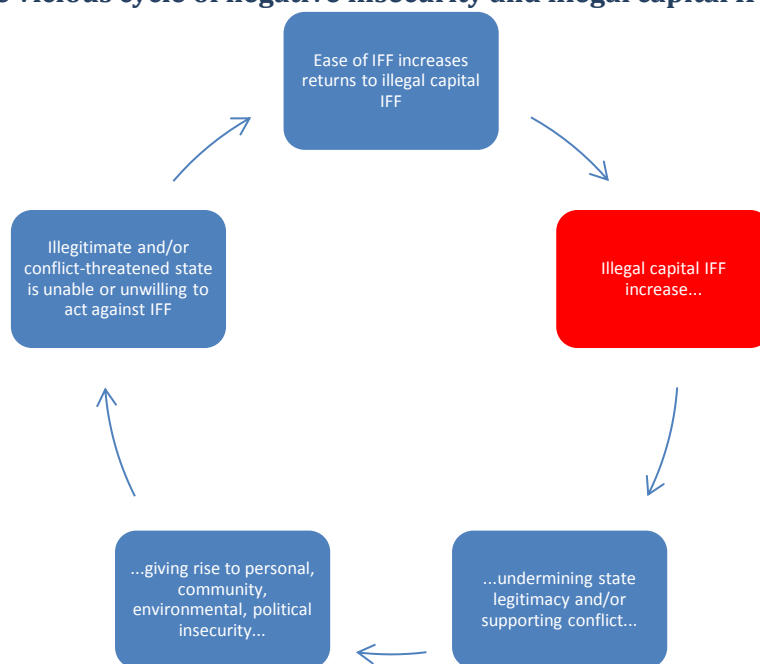 vicious cycle of negative insecurity and illegal capital
Ease of IFF increases
returns to illegal capital
IFF
Illegal capital IFF
increase...
...undermining state
legitimacy and/or
supporting conflict...
...giving rise to personal,
community,
environmental, political
insecurity...
Illegitimate and/or
conflict-threatened state
is unable or unwilling to
act against IFF